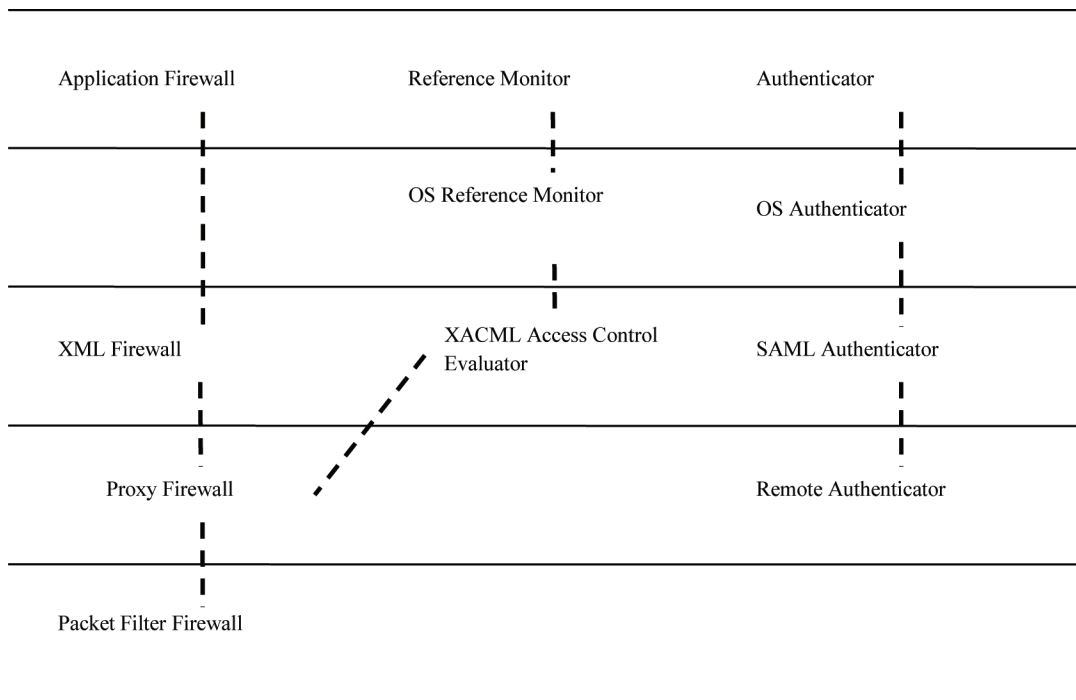 Application Firewall
Reference Monitor
Authenticator
OS Reference Monitor
OS Authenticator
XML Firewall
XACML Access Control
Evaluator
SAML Authenticator
Proxy Firewall
Remote Authenticator
Packet Filter Firewall